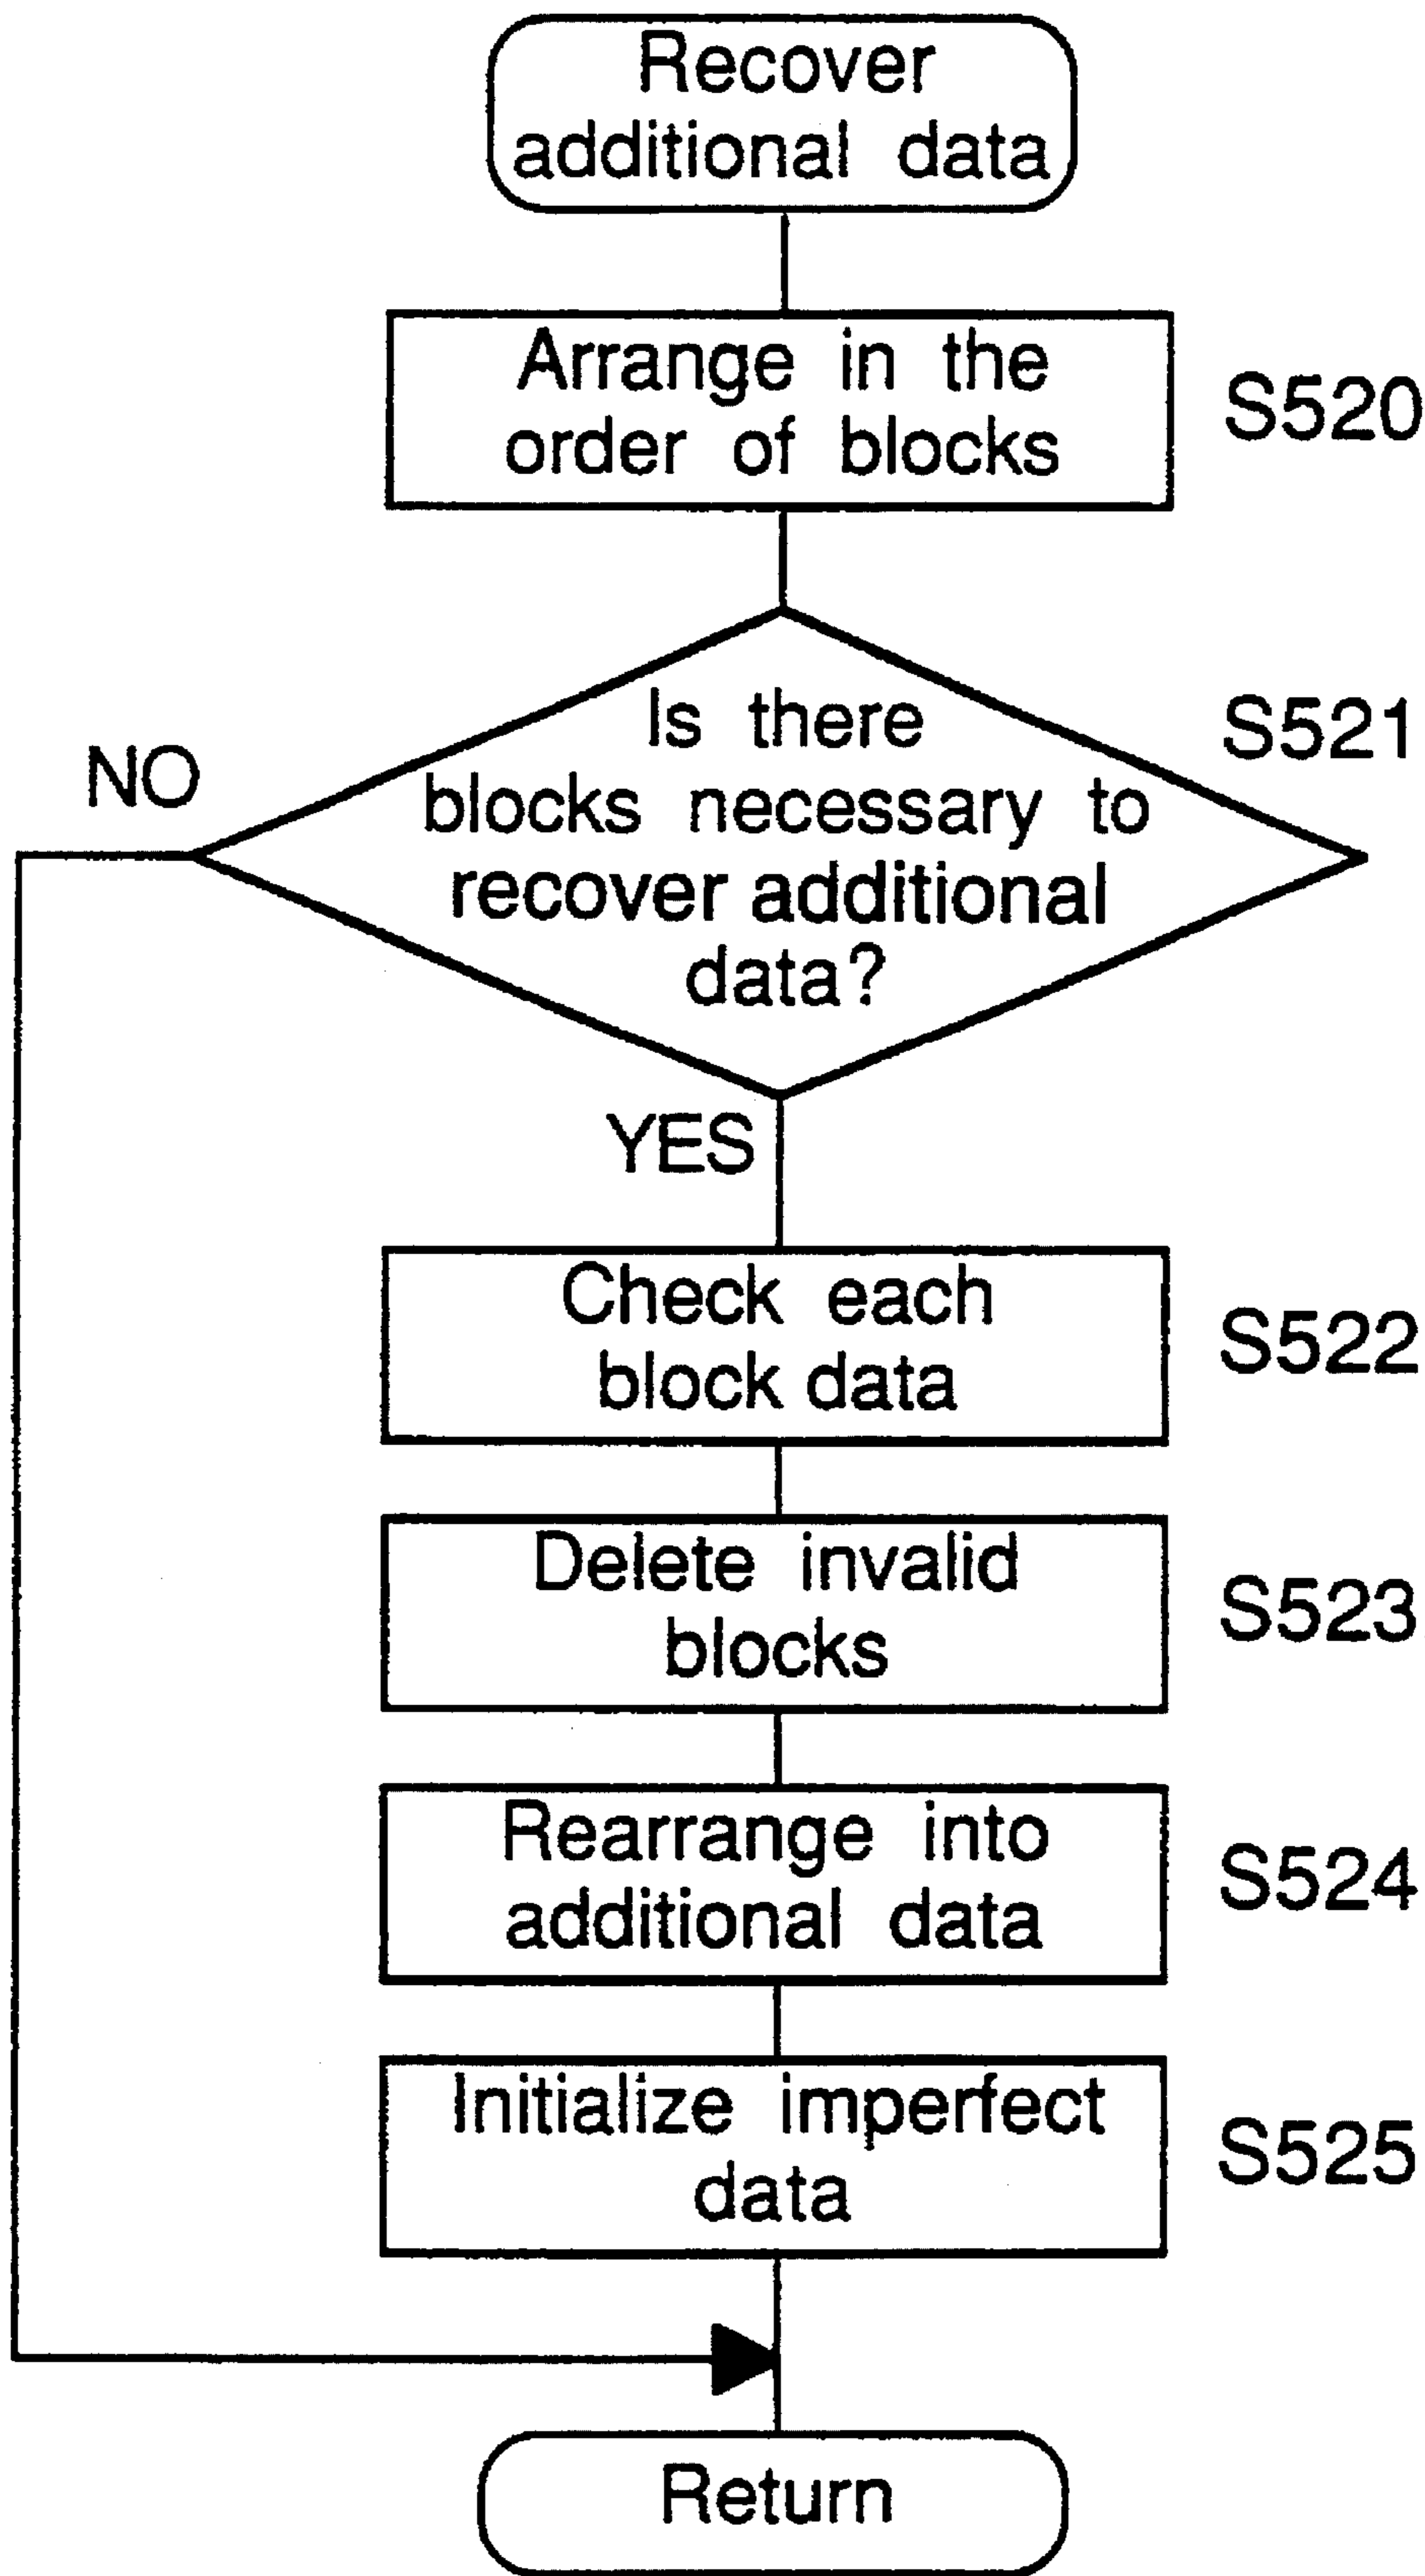 Recover
additional data
Arrange in the
order of blocks
S520
Is there
blocks necessary to
recover additional
data?
S521
NO
YES
Check each
block data
S522
Delete invalid
blocks
S523
Rearrange into
additional data
S524
Initialize imperfect
data
S525
Return